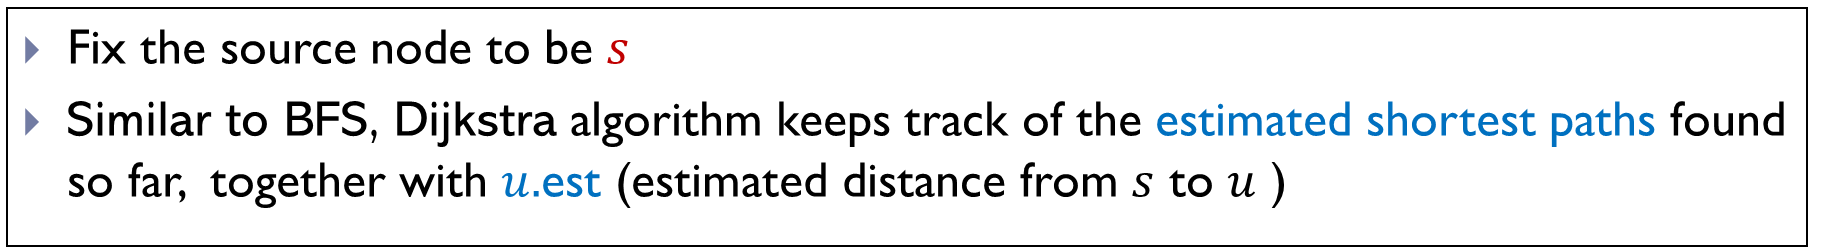 Fix the source node to be s
Similar to BFS, Dijkstra algorithm keeps track of the estimated shortest paths found
so far, together with u.est (estimated distance from s to u )